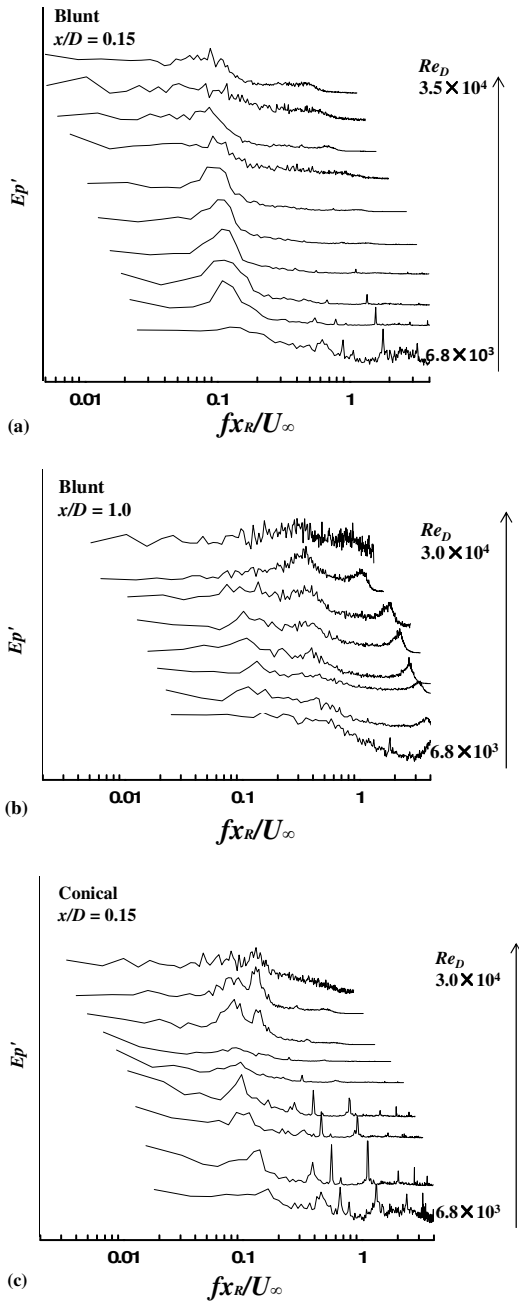 Blunt
x/D = 0.15
Re_D
3.5×10⁴
Ep'
6.8×10³
0.01 0.1 1
(a)
fx_R/U∞
Blunt
x/D = 1.0
Re_D
3.0×10⁴
Ep'
6.8×10³
0.01 0.1 1
(b)
fx_R/U∞
Conical
x/D = 0.15
Re_D
3.0×10⁴
Ep'
6.8×10³
0.01 0.1 1
(c)
fx_R/U∞